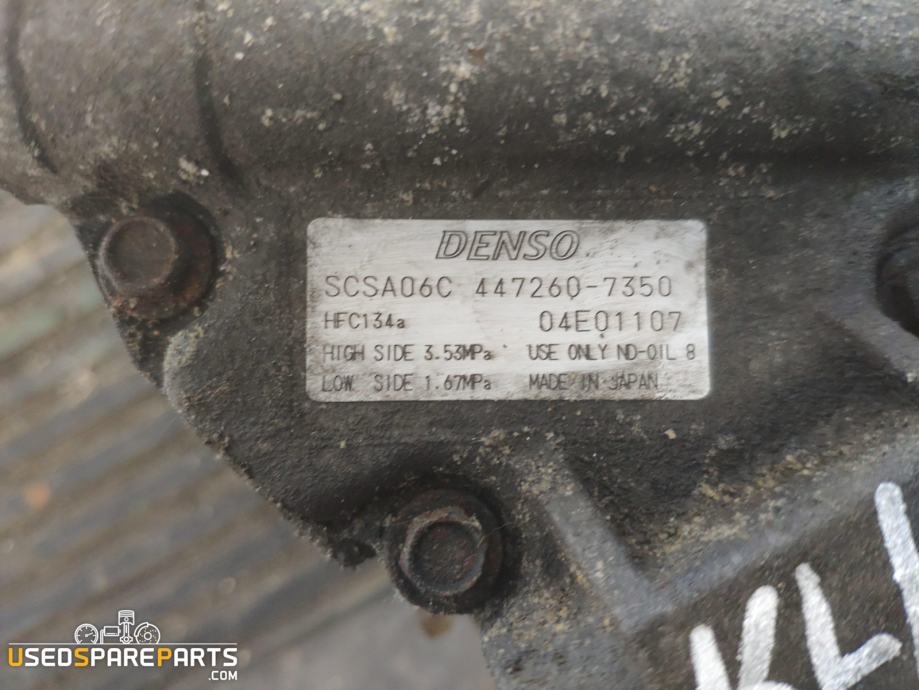 DENSO
SCSA06C 447260-7350
HFC134a 04E01107
HIGH SIDE 3.53MPa USE ONLY ND-OIL 8
LOW SIDE 1.67MPa MADE IN JAPAN
USEDSPAREPARTS
.COM